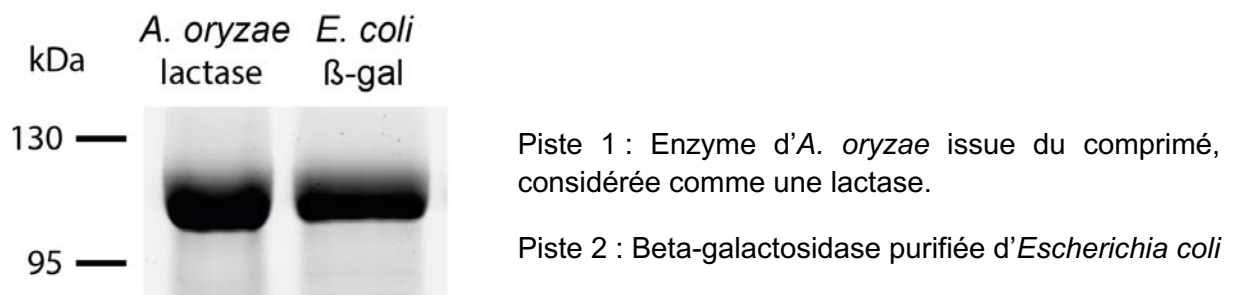 A. oryzae E. coli
kDa lactase ß-gal
130
95
Piste 1 : Enzyme d’A. oryzae issue du comprimé,
considérée comme une lactase.
Piste 2 : Beta-galactosidase purifiée d’Escherichia coli